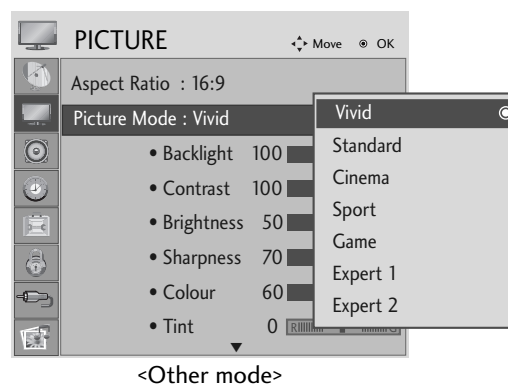 PICTURE
Move OK
Aspect Ratio : 16:9
Picture Mode : Vivid
• Backlight 100
• Contrast 100
• Brightness 50
• Sharpness 70
• Colour 60
• Tint 0 R G
Vivid
Standard
Cinema
Sport
Game
Expert 1
Expert 2
<Other mode>